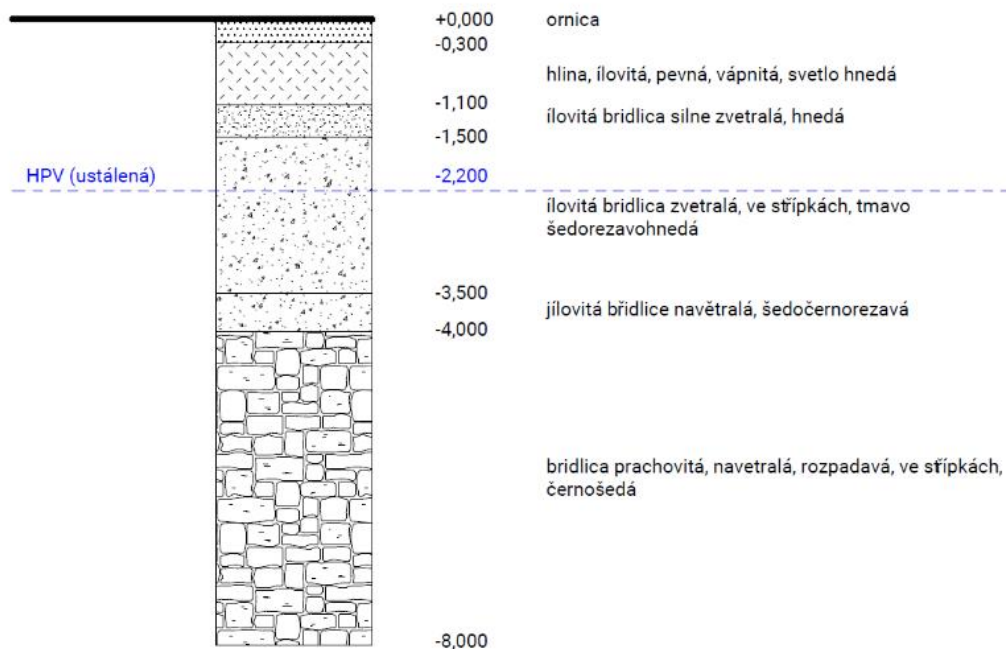 +0,000 ornica
-0,300
hlina, ílovitá, pevná, vápnitá, svetlo hnedá
-1,100
ílovitá bridlica silne zvetralá, hnedá
-1,500
HPV (ustálená) -2,200
ílovitá bridlica zvetralá, ve střípkách, tmavo
šedorezavohnedá
-3,500
jílovitá břidlice navětralá, šedočernorezavá
-4,000
bridlica prachovitá, navetralá, rozpadavá, ve střípkách,
černošedá
-8,000